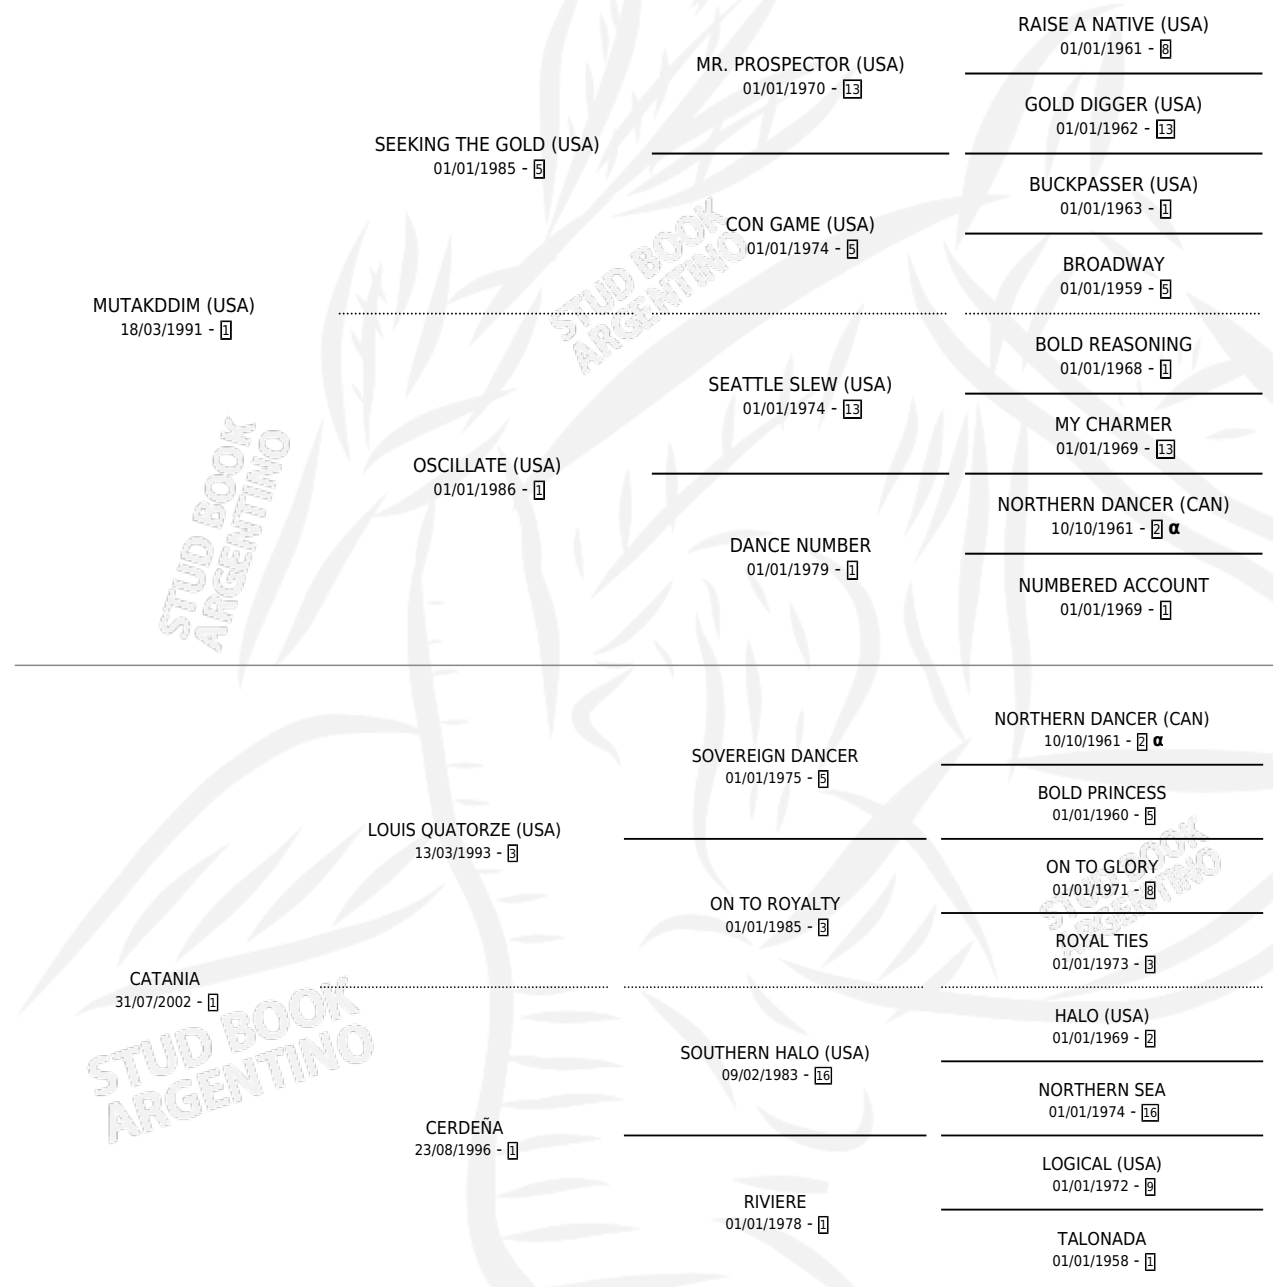 RAISE A NATIVE (USA)
01/01/1961 - 8
MR. PROSPECTOR (USA)
01/01/1970 - 13
GOLD DIGGER (USA)
01/01/1962 - 13
SEEKING THE GOLD (USA)
01/01/1985 - 5
BUCKPASSER (USA)
01/01/1963 - 1
CON GAME (USA)
01/01/1974 - 5
BROADWAY
01/01/1959 - 5
MUTAKDDIM (USA)
18/03/1991 - 1
BOLD REASONING
01/01/1968 - 1
SEATTLE SLEW (USA)
01/01/1974 - 13
MY CHARMER
01/01/1969 - 13
OSCILLATE (USA)
01/01/1986 - 1
NORTHERN DANCER (CAN)
10/10/1961 - 2 α
DANCE NUMBER
01/01/1979 - 1
NUMBERED ACCOUNT
01/01/1969 - 1
NORTHERN DANCER (CAN)
10/10/1961 - 2 α
SOVEREIGN DANCER
01/01/1975 - 5
BOLD PRINCESS
01/01/1960 - 5
LOUIS QUATORZE (USA)
13/03/1993 - 3
ON TO GLORY
01/01/1971 - 8
ON TO ROYALTY
01/01/1985 - 3
ROYAL TIES
01/01/1973 - 3
CATANIA
31/07/2002 - 1
HALO (USA)
01/01/1969 - 2
SOUTHERN HALO (USA)
09/02/1983 - 16
NORTHERN SEA
01/01/1974 - 16
CERDEÑA
23/08/1996 - 1
LOGICAL (USA)
01/01/1972 - 9
RIVIERE
01/01/1978 - 1
TALONADA
01/01/1958 - 1
STUD BOOK
ARGENTINO
STUD BOOK
ARGENTINO
STUD BOOK
ARGENTINO
STUD BOOK
ARGENTINO